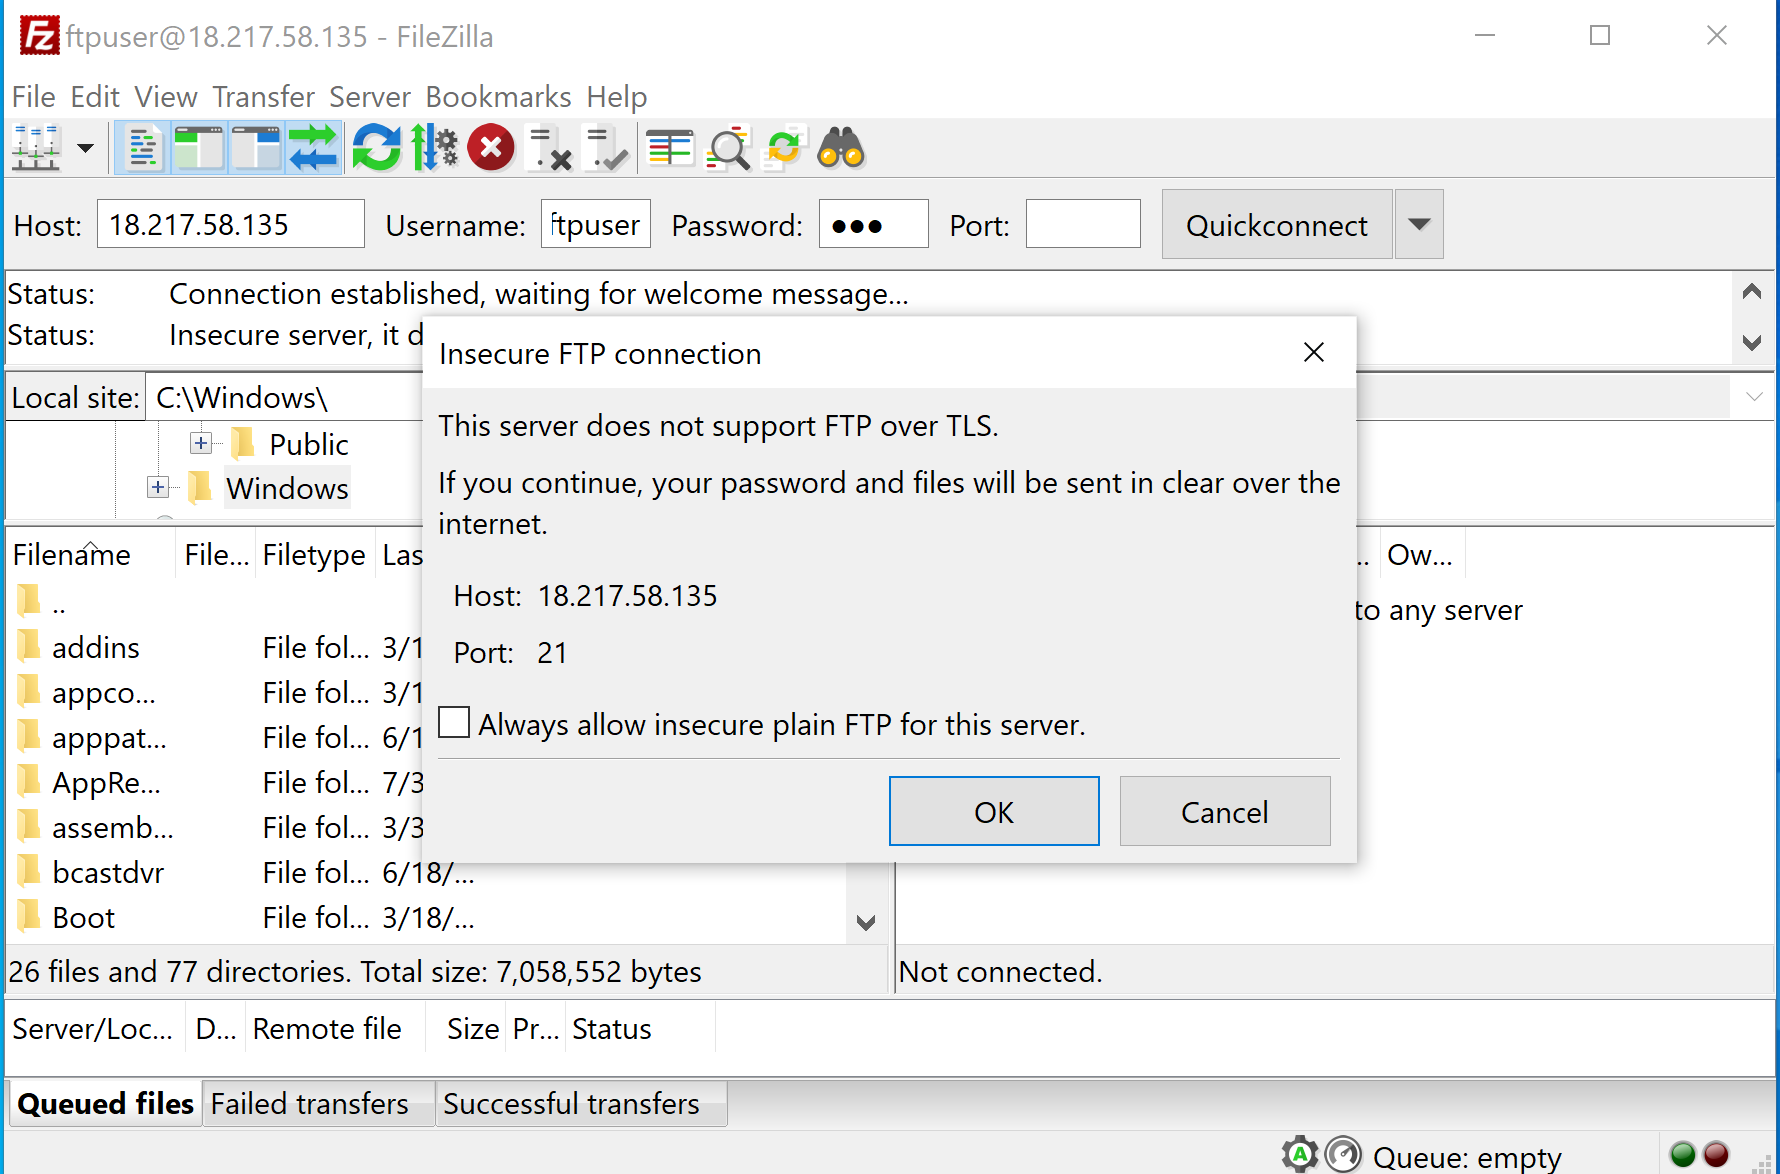 ftpuser@18.217.58.135 - FileZilla
File Edit View Transfer Server Bookmarks Help
Host: 18.217.58.135 Username: ftpuser Password: ●●● Port: Quickconnect
Status: Connection established, waiting for welcome message...
Status: Insecure server, it d
Insecure FTP connection
This server does not support FTP over TLS.
If you continue, your password and files will be sent in clear over the
internet.
Host: 18.217.58.135
Port: 21
Always allow insecure plain FTP for this server.
OK Cancel
Local site: C:\Windows\
Public
Windows
Filename File... Filetype Las
..
addins File fol... 3/1
appco... File fol... 3/1
apppat... File fol... 6/1
AppRe... File fol... 7/3
assemb... File fol... 3/3
bcastdvr File fol... 6/18/...
Boot File fol... 3/18/...
26 files and 77 directories. Total size: 7,058,552 bytes
.. Ow...
to any server
Not connected.
Server/Loc... D... Remote file Size Pr... Status
Queued files Failed transfers Successful transfers
Queue: empty